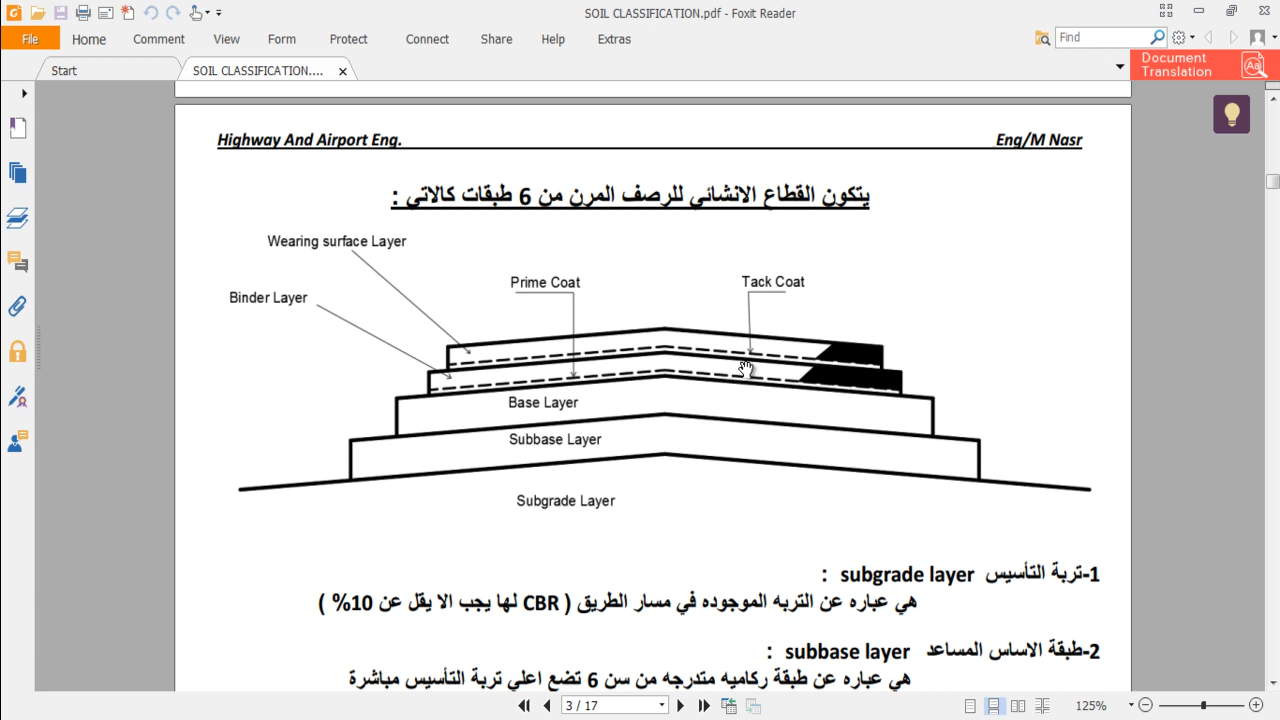 SOIL CLASSIFICATION.pdf - Foxit Reader
File Home Comment View Form Protect Connect Share Help Extras Find
Start SOIL CLASSIFICATION.... Document Translation
Highway And Airport Eng. Eng/M Nasr
يتكون القطاع الانشائي للرصف المرن من 6 طبقات كالاتي :
Wearing surface Layer
Prime Coat Tack Coat
Binder Layer
Base Layer
Subbase Layer
Subgrade Layer
1-تربة التأسيس subgrade layer :
هي عباره عن التربه الموجوده في مسار الطريق ( CBR لها يجب الا يقل عن 10% )
2-طبقة الاساس المساعد subbase layer :
هي عباره عن طبقة ركاميه متدرجه من سن 6 تضع اعلي تربة التأسيس مباشرة
3 / 17 125%